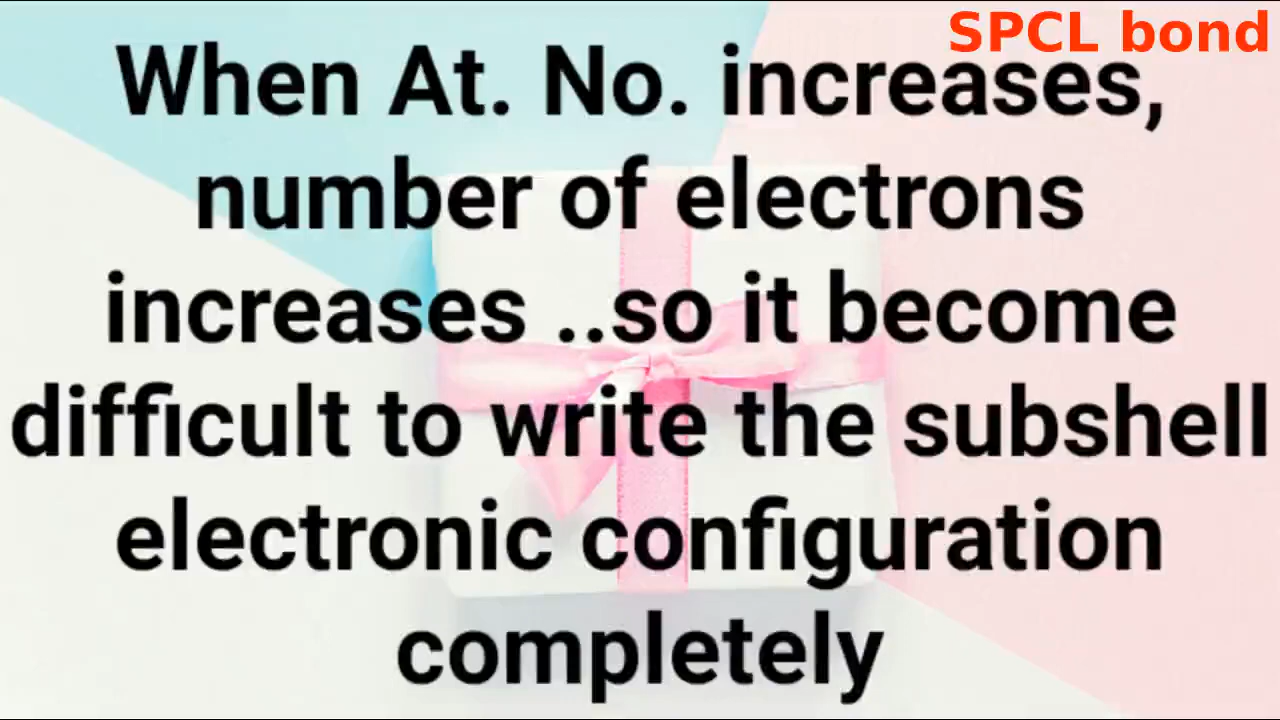 SPCL bond
When At. No. increases,
number of electrons
increases ..so it become
difficult to write the subshell
electronic configuration
completely